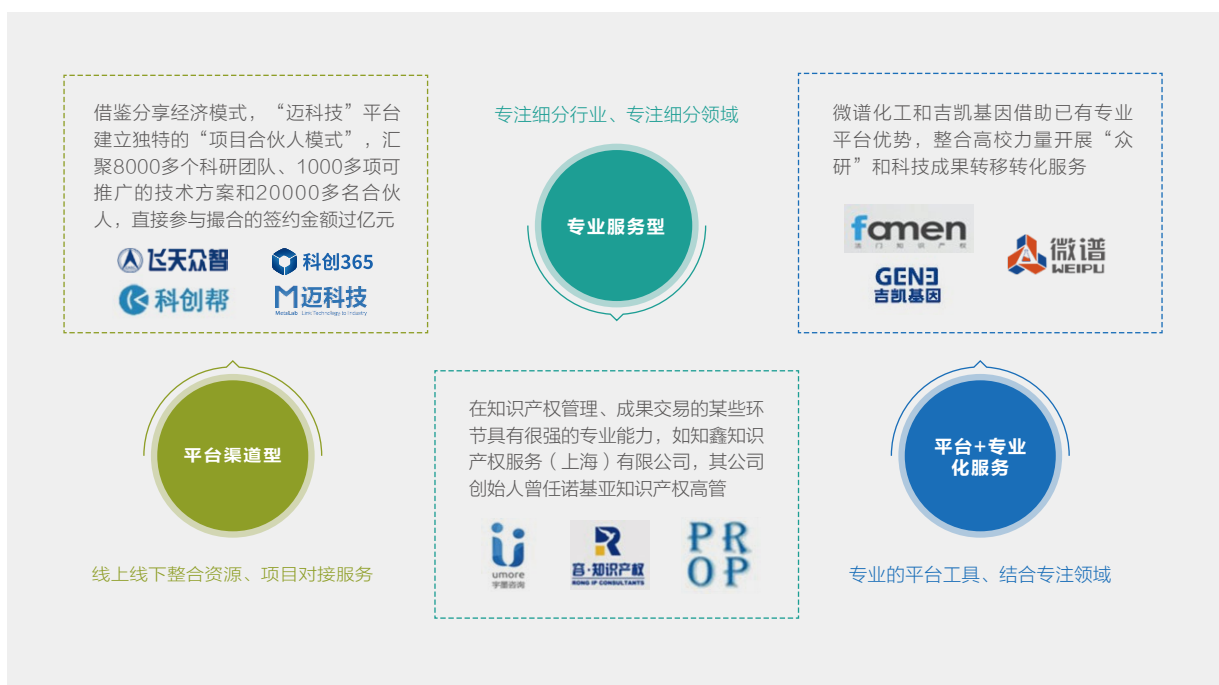 借鉴分享经济模式，“迈科技”平台
建立独特的“项目合伙人模式”，汇
聚8000多个科研团队、1000多项可
推广的技术方案和20000多名合伙
人，直接参与撮合的签约金额过亿元
飞天众智
科创365
科创帮
迈科技
MetaLab Link Technology to Industry
平台渠道型
线上线下整合资源、项目对接服务
专注细分行业、专注细分领域
专业服务型
在知识产权管理、成果交易的某些环
节具有很强的专业能力，如知鑫知识
产权服务（上海）有限公司，其公司
创始人曾任诺基亚知识产权高管
umore
宇墨咨询
容·知识产权
RONG IP CONSULTANTS
PR
OP
微谱化工和吉凯基因借助已有专业
平台优势，整合高校力量开展“众
研”和科技成果转移转化服务
famen
法门知识产权
GENE
吉凯基因
微谱
WEIPU
平台+专业
化服务
专业的平台工具、结合专注领域